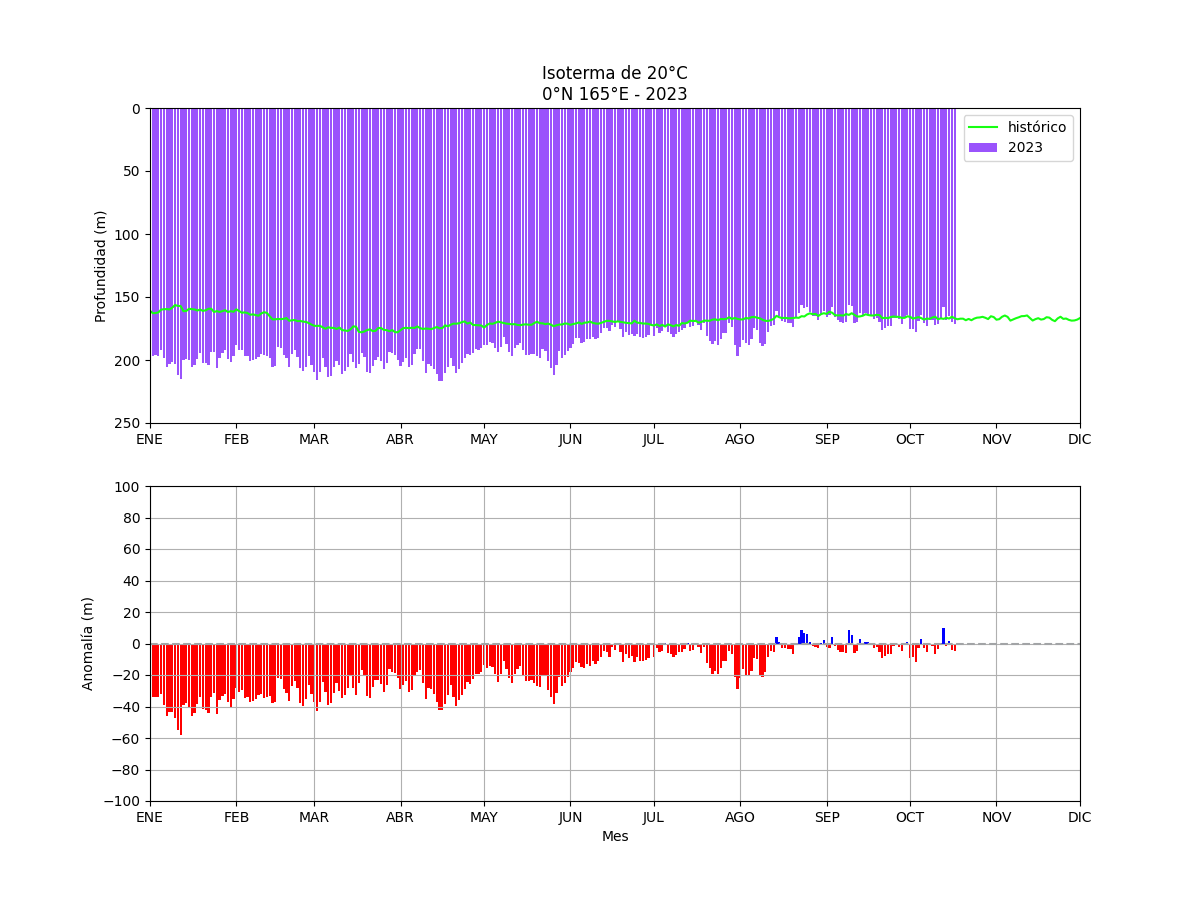 Isoterma de 20°C
0°N 165°E - 2023
histórico
2023
Profundidad (m)
0
50
100
150
200
250
ENE FEB MAR ABR MAY JUN JUL AGO SEP OCT NOV DIC
Anomalía (m)
100
80
60
40
20
0
−20
−40
−60
−80
−100
ENE FEB MAR ABR MAY JUN JUL AGO SEP OCT NOV DIC
Mes